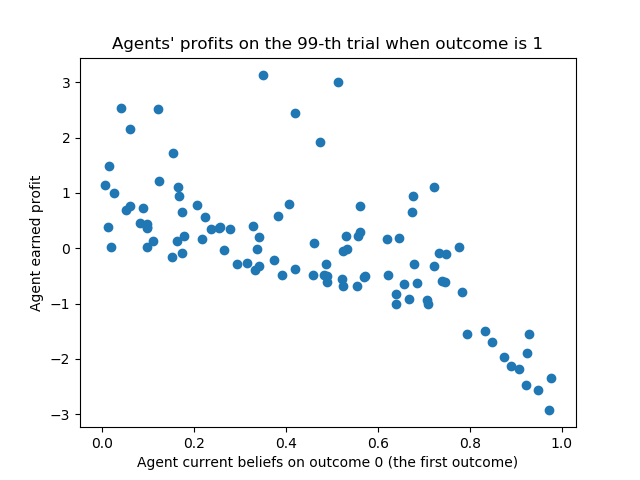 Agents' profits on the 99-th trial when outcome is 1
Agent earned profit
3
2
1
0
−1
−2
−3
0.0 0.2 0.4 0.6 0.8 1.0
Agent current beliefs on outcome 0 (the first outcome)